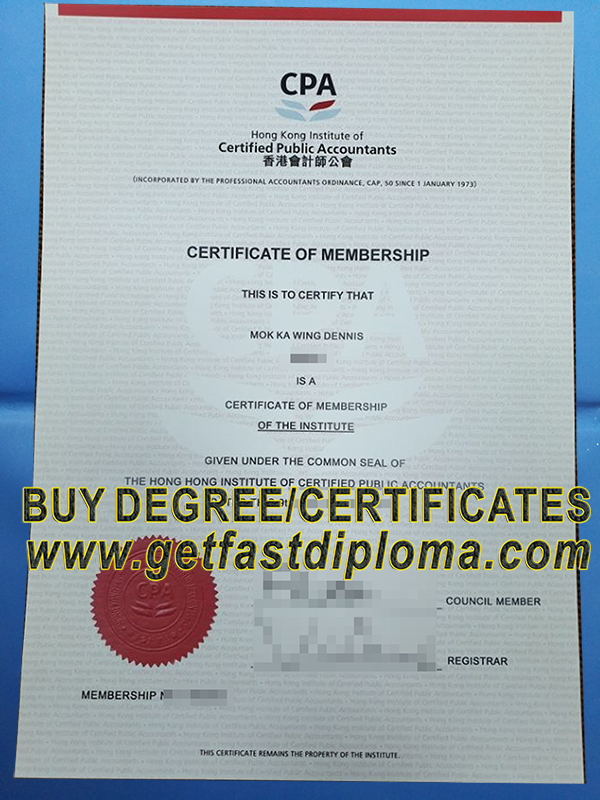 CPA
Hong Kong Institute of
Certified Public Accountants
香港會計師公會
(INCORPORATED BY THE PROFESSIONAL ACCOUNTANTS ORDINANCE, CAP, 50 SINCE 1 JANUARY 1973)
CERTIFICATE OF MEMBERSHIP
THIS IS TO CERTIFY THAT
MOK KA WING DENNIS
IS A
CERTIFICATE OF MEMBERSHIP
OF THE INSTITUTE
GIVEN UNDER THE COMMON SEAL OF
THE HONG HONG INSTITUTE OF CERTIFIED PUBLIC ACCOUNTANTS
BUY DEGREE/CERTIFICATES
www.getfastdiploma.com
CPA
COUNCIL MEMBER
REGISTRAR
MEMBERSHIP
THIS CERTIFICATE REMAINS THE PROPERTY OF THE INSTITUTE.